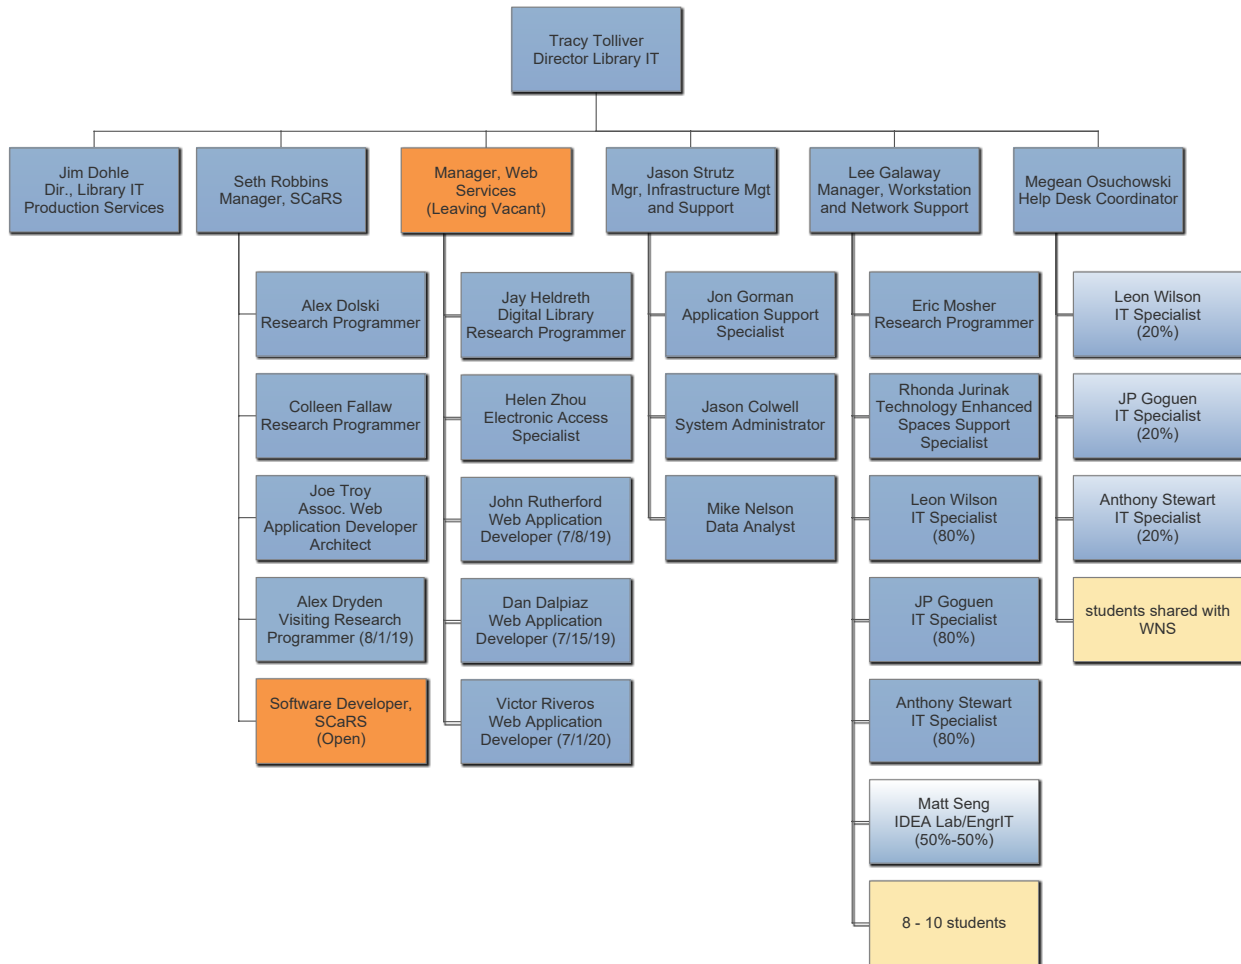 Tracy Tolliver
Director Library IT
Jim Dohle
Dir., Library IT
Production Services
Seth Robbins
Manager, SCaRS
Manager, Web
Services
(Leaving Vacant)
Jason Strutz
Mgr, Infrastructure Mgt
and Support
Lee Galaway
Manager, Workstation
and Network Support
Megean Osuchowski
Help Desk Coordinator
Alex Dolski
Research Programmer
Colleen Fallaw
Research Programmer
Joe Troy
Assoc. Web
Application Developer
Architect
Alex Dryden
Visiting Research
Programmer (8/1/19)
Software Developer,
SCaRS
(Open)
Jay Heldreth
Digital Library
Research Programmer
Helen Zhou
Electronic Access
Specialist
John Rutherford
Web Application
Developer (7/8/19)
Dan Dalpiaz
Web Application
Developer (7/15/19)
Victor Riveros
Web Application
Developer (7/1/20)
Jon Gorman
Application Support
Specialist
Jason Colwell
System Administrator
Mike Nelson
Data Analyst
Eric Mosher
Research Programmer
Rhonda Jurinak
Technology Enhanced
Spaces Support
Specialist
Leon Wilson
IT Specialist
(80%)
JP Goguen
IT Specialist
(80%)
Anthony Stewart
IT Specialist
(80%)
Matt Seng
IDEA Lab/EngrIT
(50%-50%)
8 - 10 students
Leon Wilson
IT Specialist
(20%)
JP Goguen
IT Specialist
(20%)
Anthony Stewart
IT Specialist
(20%)
students shared with
WNS